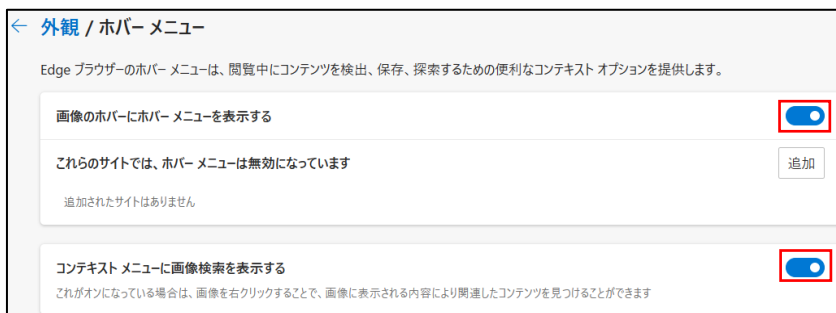 ← 外観 / ホバー メニュー
Edge ブラウザーのホバー メニューは、閲覧中にコンテンツを検出、保存、探索するための便利なコンテキスト オプションを提供します。
画像のホバーにホバー メニューを表示する
これらのサイトでは、ホバー メニューは無効になっています
追加
追加されたサイトはありません
コンテキスト メニューに画像検索を表示する
これがオンになっている場合は、画像を右クリックすることで、画像に表示される内容により関連したコンテンツを見つけることができます